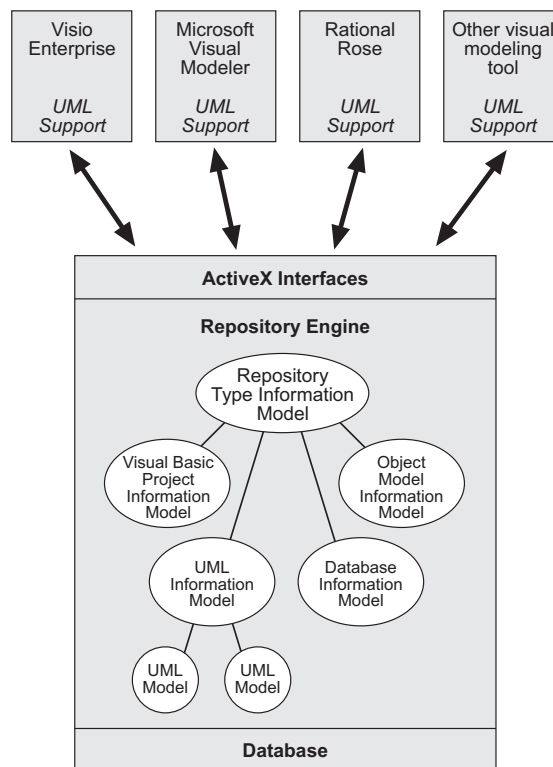 Visio
Enterprise
UML
Support
Microsoft
Visual
Modeler
UML
Support
Rational
Rose
UML
Support
Other visual
modeling
tool
UML
Support
ActiveX Interfaces
Repository Engine
Repository
Type Information
Model
Visual Basic
Project
Information
Model
Object
Model
Information
Model
UML
Information
Model
Database
Information
Model
UML
Model
UML
Model
Database